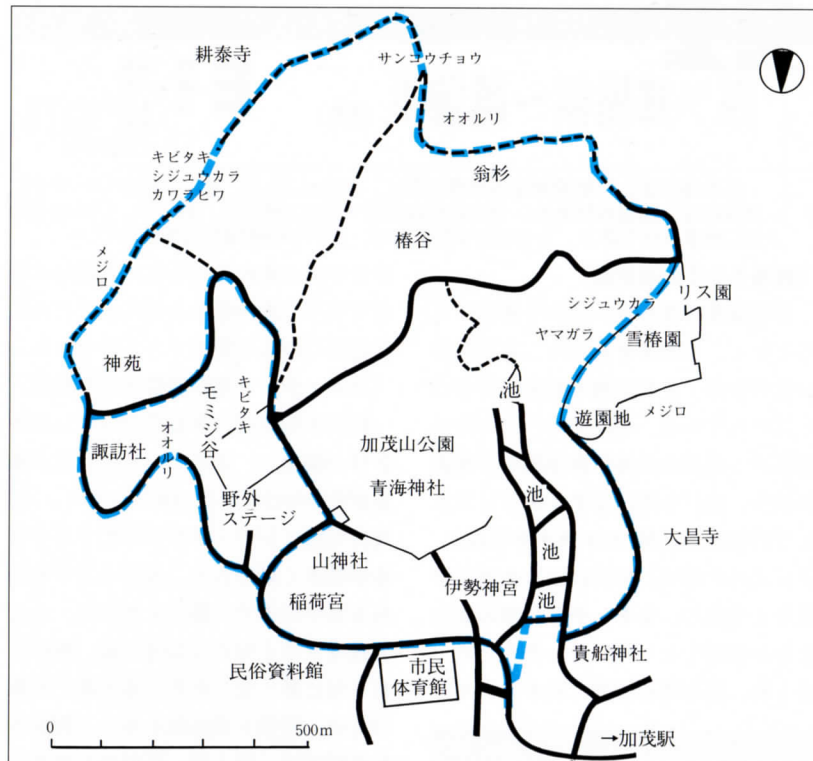 耕泰寺
サンコウチョウ
オオルリ
キビタキ
シジュウカラ
カワラヒワ
翁杉
椿谷
メジロ
シジュウカラ
リス園
ヤマガラ
雪椿園
神苑
キビタキ
モミジ谷
池
遊園地
メジロ
オオルリ
諏訪社
加茂山公園
青海神社
野外
ステージ
池
大昌寺
池
山神社
伊勢神宮
池
稲荷宮
貴船神社
民俗資料館
市民
体育館
0
500m
→加茂駅